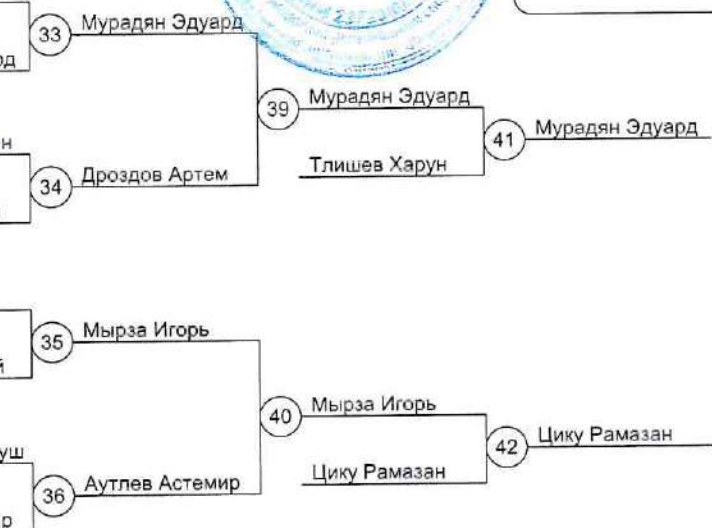 33 Мурадян Эдуард
39 Мурадян Эдуард
41 Мурадян Эдуард
Тлишев Харун
34 Дроздов Артем
35 Мырза Игорь
40 Мырза Игорь
42 Цику Рамазан
Цику Рамазан
36 Аутлев Астемир